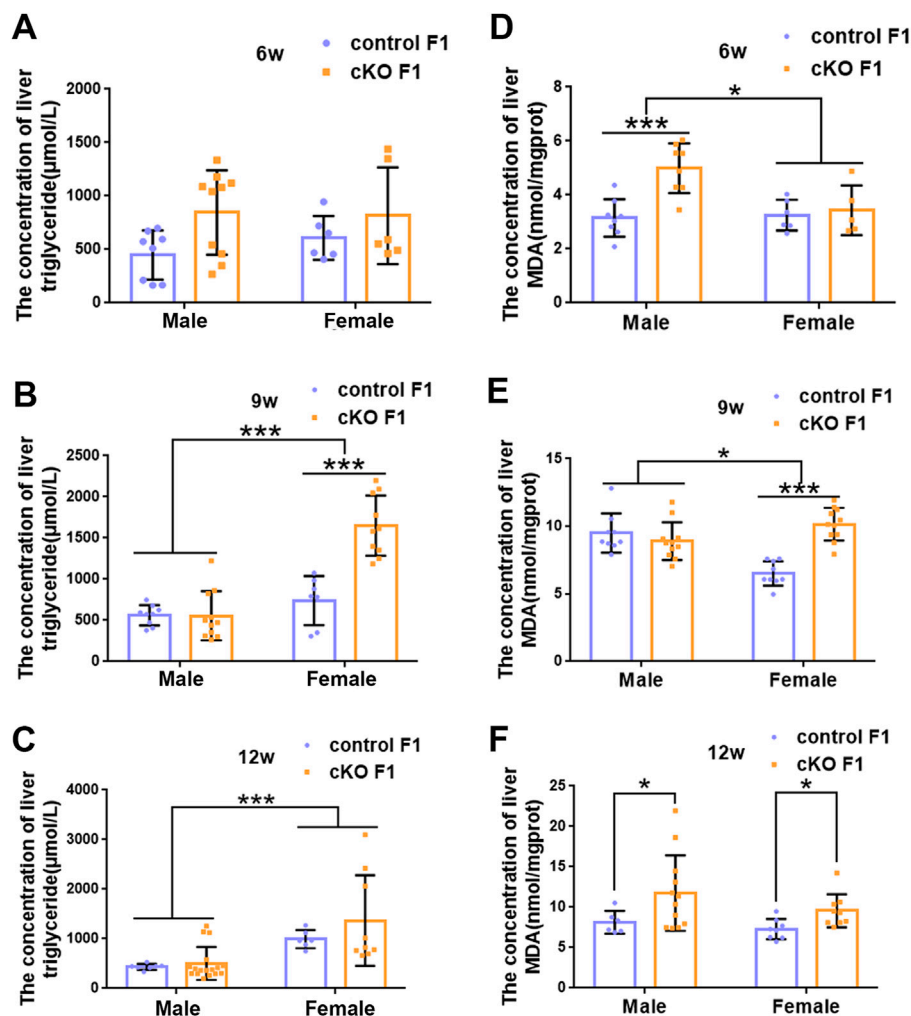 A
6w
control F1
cKO F1
The concentration of liver
triglyceride(μmol/L)
2000
1500
1000
500
0
Male
Female
D
6w
control F1
cKO F1
The concentration of liver
MDA(nmol/mgprot)
8
6
4
2
0
***
*
Male
Female
B
9w
control F1
cKO F1
The concentration of liver
triglyceride(μmol/L)
2500
2000
1500
1000
500
0
***
***
Male
Female
E
9w
control F1
cKO F1
The concentration of liver
MDA(nmol/mgprot)
15
10
5
0
*
***
Male
Female
C
12w
control F1
cKO F1
The concentration of liver
triglyceride(μmol/L)
4000
3000
2000
1000
0
***
Male
Female
F
12w
control F1
cKO F1
The concentration of liver
MDA(nmol/mgprot)
25
20
15
10
5
0
*
*
Male
Female